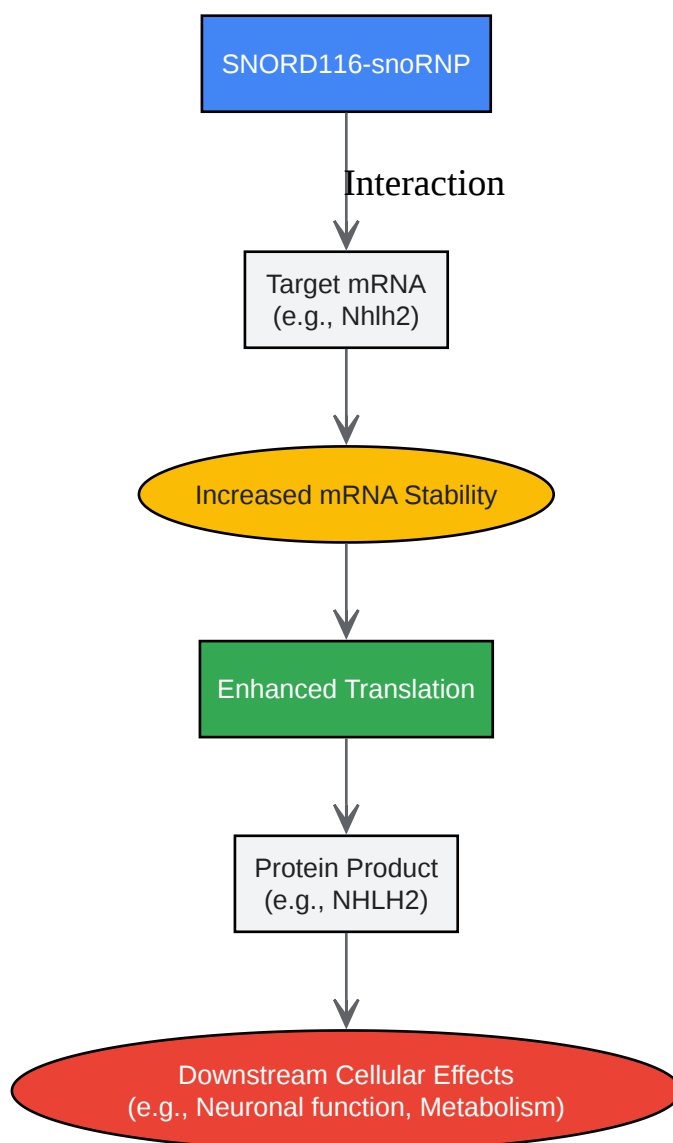 SNORD116-snoRNP
Interaction
Target mRNA
(e.g., Nhlh2)
Increased mRNA Stability
Enhanced Translation
Protein Product
(e.g., NHLH2)
Downstream Cellular Effects
(e.g., Neuronal function, Metabolism)